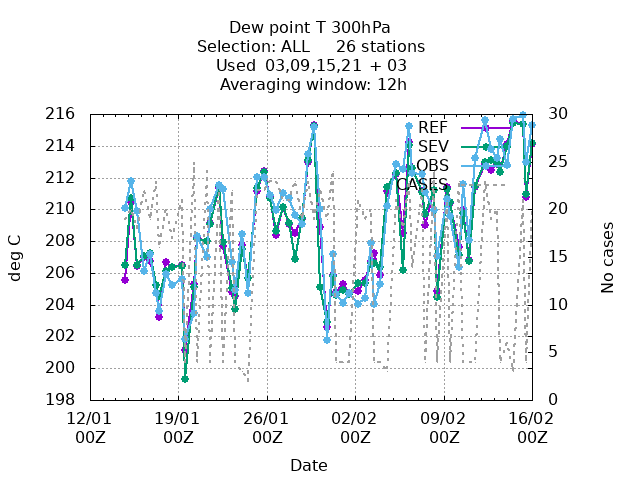 Dew point T 300hPa
Selection: ALL     26 stations
Used 03,09,15,21 + 03
Averaging window: 12h
216
214
212
210
208
206
204
202
200
198
30
25
20
15
10
5
0
REF
SEV
OBS
CASES
deg C
No cases
12/01 19/01 26/01 02/02 09/02 16/02
00Z 00Z 00Z 00Z 00Z 00Z
Date